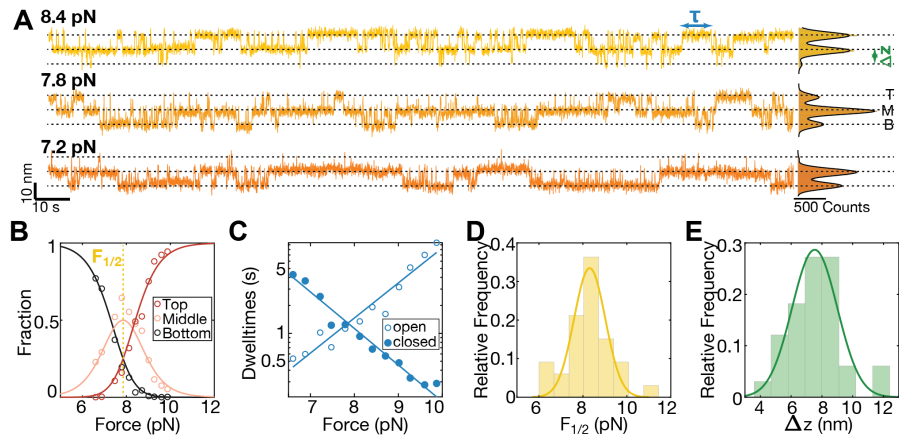 A
8.4 pN
τ
Δz
7.8 pN
T
M
B
7.2 pN
10 nm
10 s
500 Counts
B
F1/2
Fraction
1
0.5
0
Top
Middle
Bottom
6 8 10 12
Force (pN)
C
Dwelltimes (s)
5
1
0.5
open
closed
7 8 9 10
Force (pN)
D
Relative Frequency
0.4
0.3
0.2
0.1
0
6 8 10 12
F1/2 (pN)
E
Relative Frequency
0.3
0.2
0.1
0
4 6 8 10 12
Δz (nm)